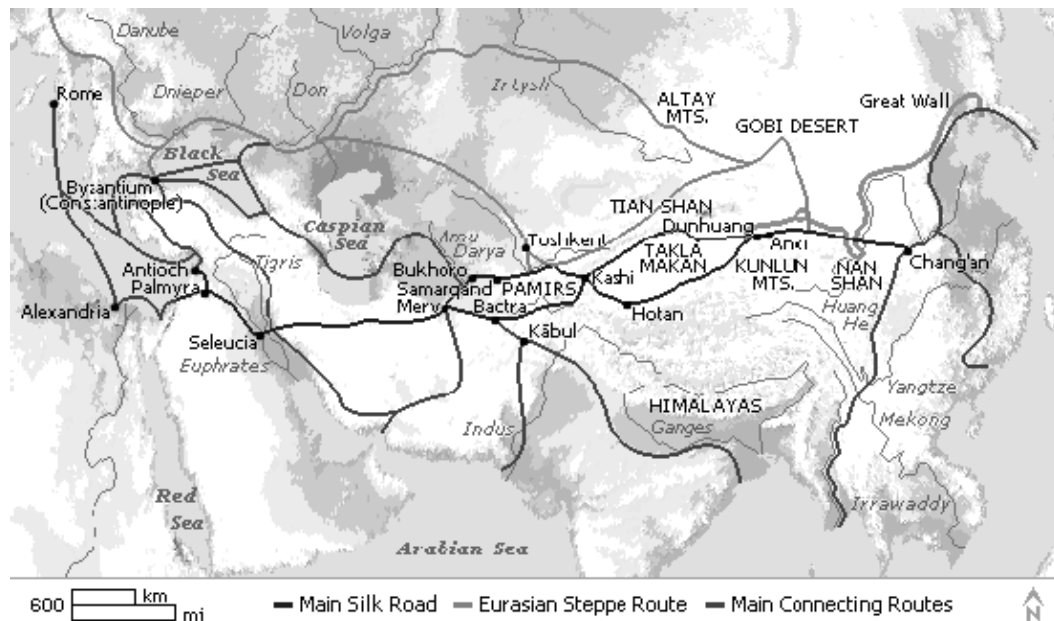 Danube
Volga
Rome
Dnieper
Don
Irtysh
ALTAY
MTS.
Great Wall
GOBI DESERT
Black
Sea
Byzantium
(Constantinople)
Caspian
Sea
TIAN SHAN
Dunhuang
Amu
Darya
Tushkent
Tigris
Antioch
Palmyra
Bukhoro
Samarqand
Merv
PAMIRS
Bactra
Kashi
TAKLA
MAKAN
Anxi
KUNLUN
MTS.
NAN
SHAN
Chang'an
Alexandria
Seleucia
Euphrates
Kābul
Hotan
Huang
He
HIMALAYAS
Ganges
Indus
Yangtze
Mekong
Irrawaddy
Red
Sea
Arabian Sea
600 km
mi
Main Silk Road Eurasian Steppe Route Main Connecting Routes
N